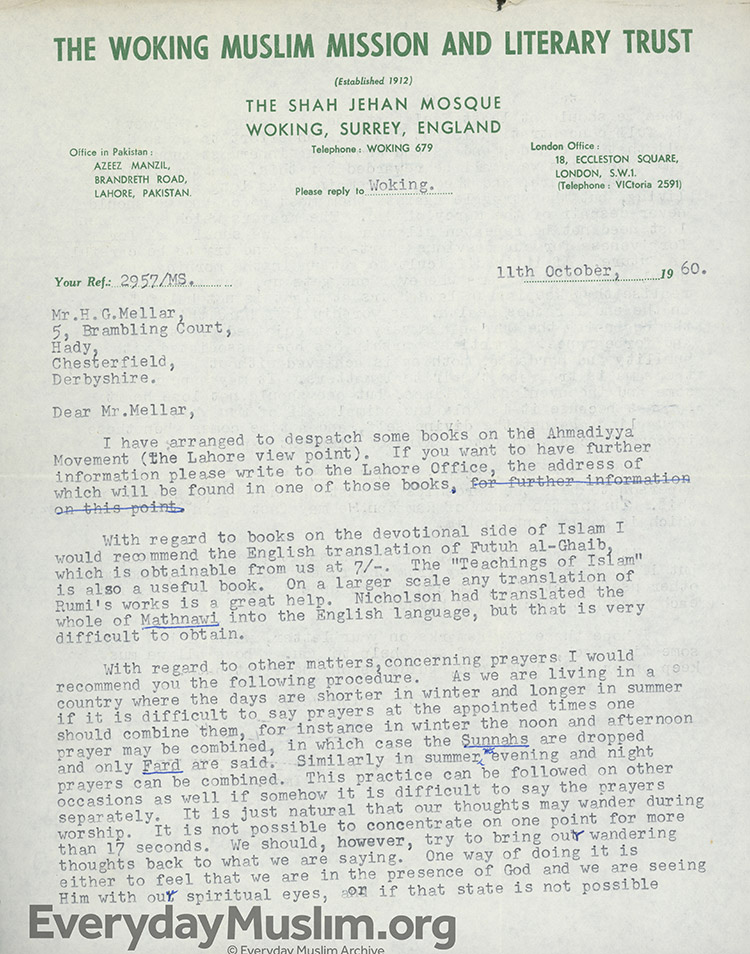 THE WOKING MUSLIM MISSION AND LITERARY TRUST
(Established 1912)
THE SHAH JEHAN MOSQUE
WOKING, SURREY, ENGLAND
Telephone : WOKING 679
Office in Pakistan :
AZEEZ MANZIL,
BRANDRETH ROAD,
LAHORE, PAKISTAN.
Please reply to Woking.
London Office :
18, ECCLESTON SQUARE,
LONDON, S.W.1.
(Telephone : VICtoria 2591)
Your Ref.: 2957/MS.
11th October, 1960.
Mr.H.G.Mellar,
5, Brambling Court,
Hady,
Chesterfield,
Derbyshire.
Dear Mr.Mellar,
I have arranged to despatch some books on the Ahmadiyya
Movement (the Lahore view point). If you want to have further
information please write to the Lahore Office, the address of
which will be found in one of those books. for further information
on this point.
With regard to books on the devotional side of Islam I
would recommend the English translation of Futuh al-Ghaib,
which is obtainable from us at 7/-. The "Teachings of Islam"
is also a useful book. On a larger scale any translation of
Rumi's works is a great help. Nicholson had translated the
whole of Mathnawi into the English language, but that is very
difficult to obtain.
With regard to other matters,concerning prayers I would
recommend you the following procedure. As we are living in a
country where the days are shorter in winter and longer in summer
if it is difficult to say prayers at the appointed times one
should combine them, for instance in winter the noon and afternoon
prayer may be combined, in which case the Sunnahs are dropped
and only Fard are said. Similarly in summer, evening and night
prayers can be combined. This practice can be followed on other
occasions as well if somehow it is difficult to say the prayers
separately. It is just natural that our thoughts may wander during
worship. It is not possible to concentrate on one point for more
than 17 seconds. We should, however, try to bring our wandering
thoughts back to what we are saying. One way of doing it is
either to feel that we are in the presence of God and we are seeing
Him with our spiritual eyes, or if that state is not possible
EverydayMuslim.org
© Everyday Muslim Archive